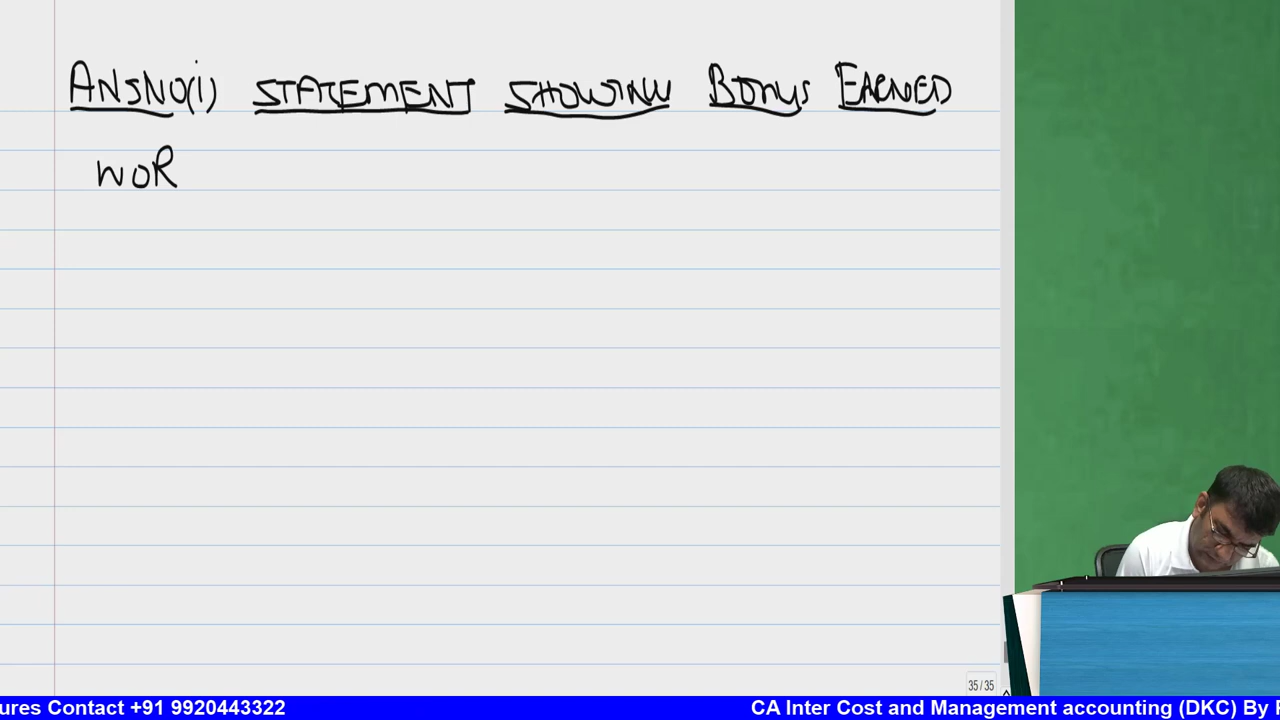 ANSNO(i) STATEMENT SHOWING BONUS EARNED
WOR
35/35
ures Contact +91 9920443322
CA Inter Cost and Management accounting (DKC) By